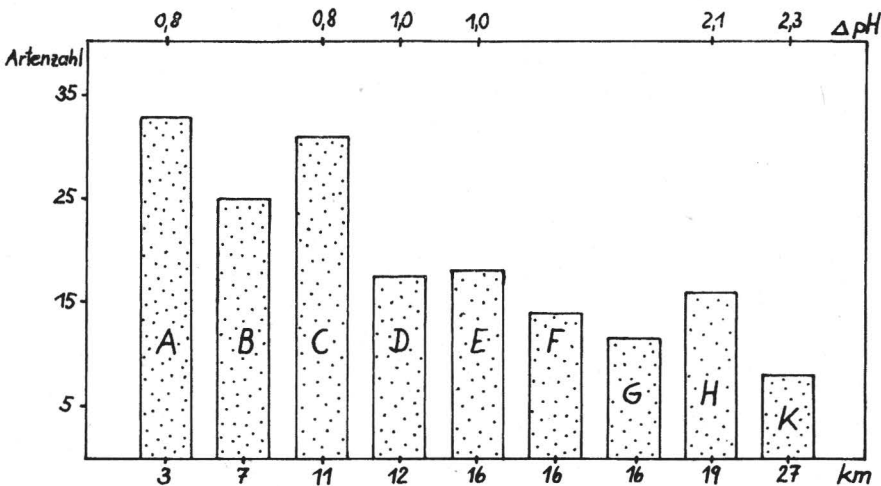 0,8 0,8 1,0 1,0 2,1 2,3 Δ pH
Artenzahl
35
25
15
5
A B C D E F G H K
3 7 11 12 16 16 16 19 27 km